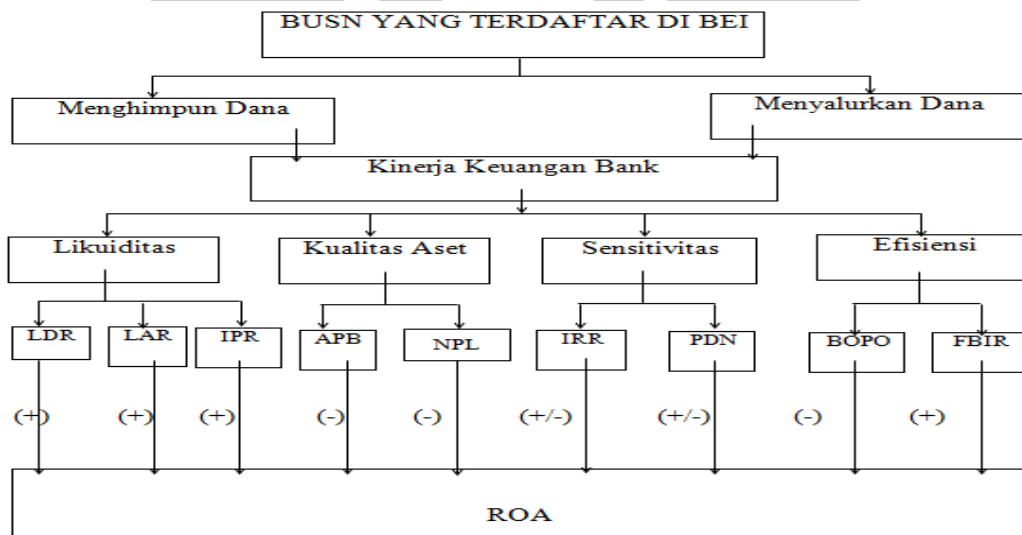 BUSN YANG TERDAFTAR DI BEI
Menghimpun Dana
Menyalurkan Dana
Kinerja Keuangan Bank
Likuiditas
Kualitas Aset
Sensitivitas
Efisiensi
LDR
LAR
IPR
APB
NPL
IRR
PDN
BOPO
FBIR
(+)
(+)
(+)
(-)
(-)
(+/-)
(+/-)
(-)
(+)
ROA